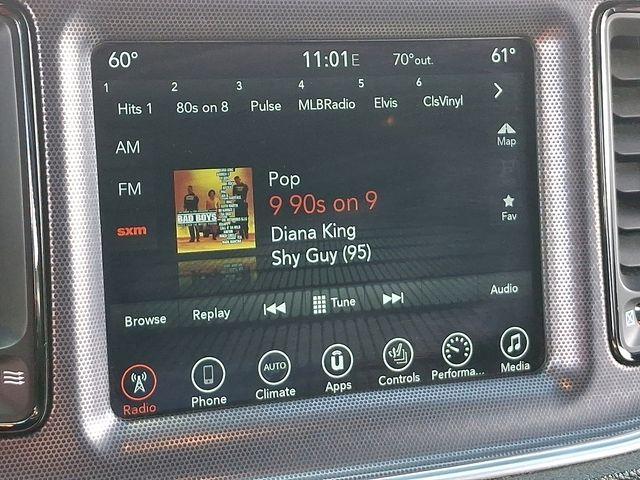 60° 11:01E 70°out. 61°
1 2 3 4 5 6
Hits 1 80s on 8 Pulse MLBRadio Elvis ClsVinyl
AM
Map
FM
Pop
9 90s on 9
Fav
sxm
BAD BOYS
Diana King
Shy Guy (95)
Browse Replay Tune Audio
AUTO
Radio Phone Climate Apps Controls Performa... Media